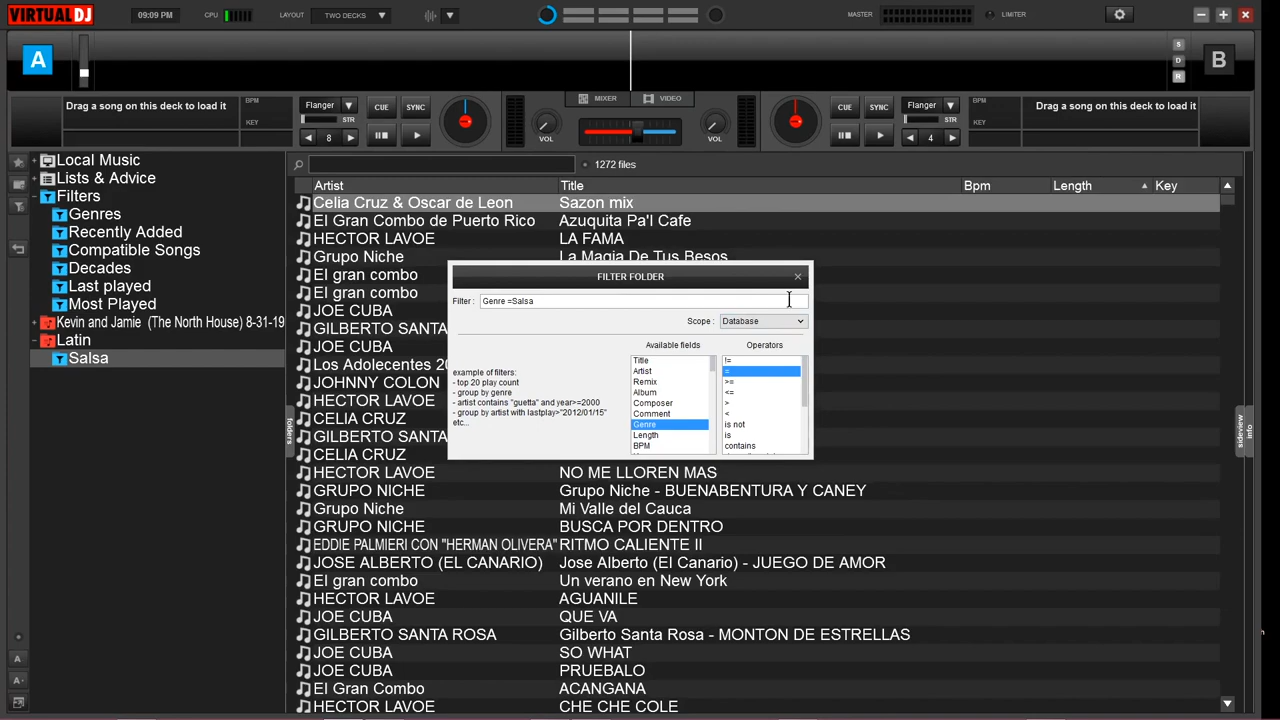 VIRTUALDJ
09:09 PM
CPU
LAYOUT
TWO DECKS
MASTER
LIMITER
A
S
D
R
B
Drag a song on this deck to load it
BPM
KEY
Flanger
STR
8
CUE
SYNC
VOL
MIXER
VIDEO
VOL
CUE
SYNC
Flanger
STR
4
BPM
KEY
Drag a song on this deck to load it
Local Music
Lists & Advice
Filters
Genres
Recently Added
Compatible Songs
Decades
Last played
Most Played
Kevin and Jamie (The North House) 8-31-19
Latin
Salsa
folders
1272 files
Artist Title Bpm Length Key
Celia Cruz & Oscar de Leon Sazon mix
El Gran Combo de Puerto Rico Azuquita Pa'l Cafe
HECTOR LAVOE LA FAMA
Grupo Niche La Magia De Tus Besos
El gran combo
El gran combo
JOE CUBA
GILBERTO SANTA
JOE CUBA
Los Adolecentes 20
JOHNNY COLON
HECTOR LAVOE
CELIA CRUZ
GILBERTO SANTA
CELIA CRUZ
HECTOR LAVOE NO ME LLOREN MAS
GRUPO NICHE Grupo Niche - BUENABENTURA Y CANEY
Grupo Niche Mi Valle del Cauca
GRUPO NICHE BUSCA POR DENTRO
EDDIE PALMIERI CON "HERMAN OLIVERA" RITMO CALIENTE II
JOSE ALBERTO (EL CANARIO) Jose Alberto (El Canario) - JUEGO DE AMOR
El gran combo Un verano en New York
HECTOR LAVOE AGUANILE
JOE CUBA QUE VA
GILBERTO SANTA ROSA Gilberto Santa Rosa - MONTON DE ESTRELLAS
JOE CUBA SO WHAT
JOE CUBA PRUEBALO
El Gran Combo ACANGANA
HECTOR LAVOE CHE CHE COLE
FILTER FOLDER
Filter : Genre =Salsa
Scope : Database
Available fields
Operators
example of filters:
- top 20 play count
- group by genre
- artist contains "guetta" and year>=2000
- group by artist with lastplay>"2012/01/15"
etc...
Title
Artist
Remix
Album
Composer
Comment
Genre
Length
BPM
!=
=
>=
<=
>
<
is not
is
contains
sideview
info
A
A+